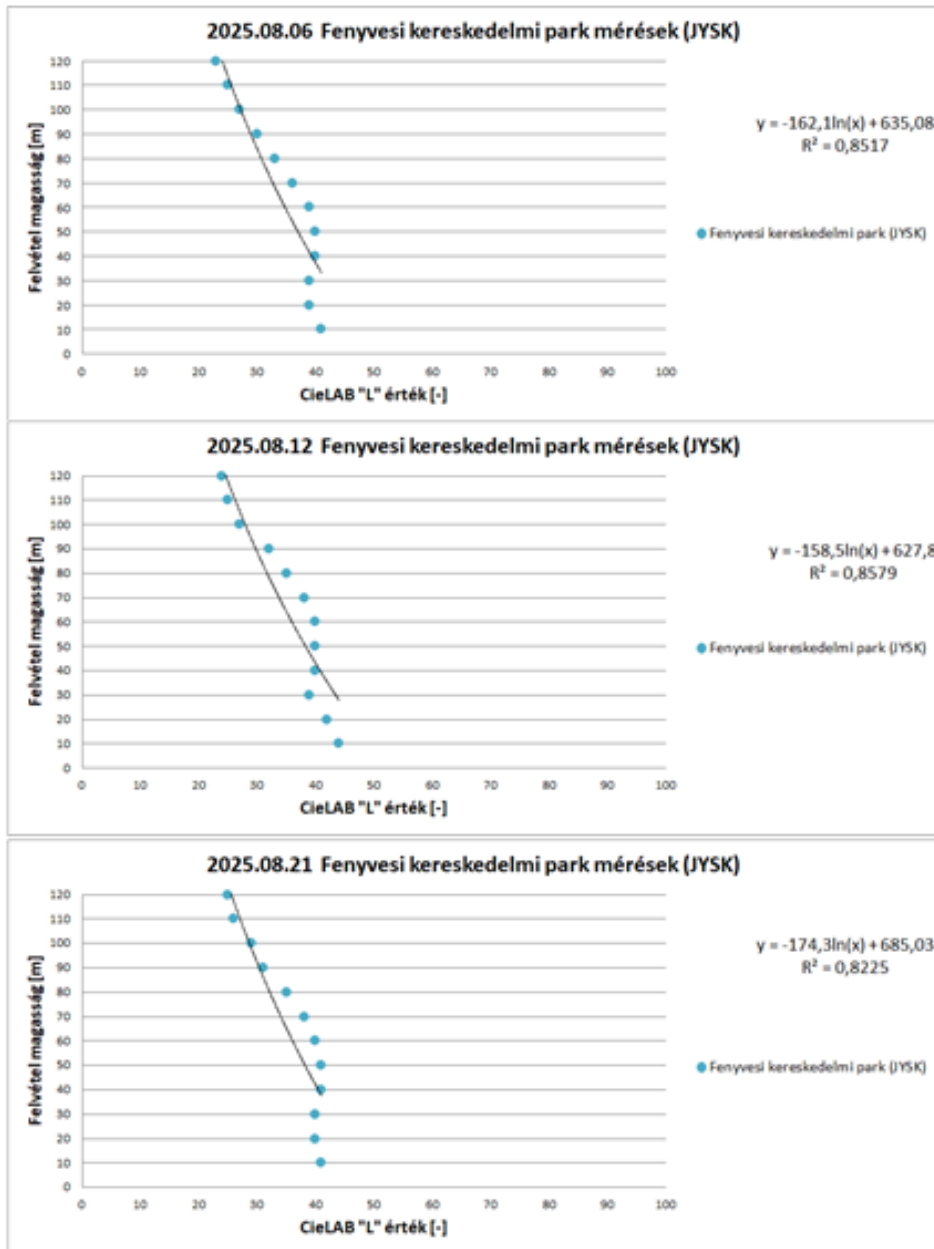 2025.08.06 Fenyvesi kereskedelmi park mérések (JYSK)
120
110
100
90
80
70
60
50
40
30
20
10
0
Felvétel magasság [m]
y = -162,1ln(x) + 635,08
R² = 0,8517
Fenyvesi kereskedelmi park (JYSK)
0 10 20 30 40 50 60 70 80 90 100
CieLAB "L" érték [-]
2025.08.12 Fenyvesi kereskedelmi park mérések (JYSK)
120
110
100
90
80
70
60
50
40
30
20
10
0
Felvétel magasság [m]
y = -158,5ln(x) + 627,8
R² = 0,8579
Fenyvesi kereskedelmi park (JYSK)
0 10 20 30 40 50 60 70 80 90 100
CieLAB "L" érték [-]
2025.08.21 Fenyvesi kereskedelmi park mérések (JYSK)
120
110
100
90
80
70
60
50
40
30
20
10
0
Felvétel magasság [m]
y = -174,3ln(x) + 685,03
R² = 0,8225
Fenyvesi kereskedelmi park (JYSK)
0 10 20 30 40 50 60 70 80 90 100
CieLAB "L" érték [-]